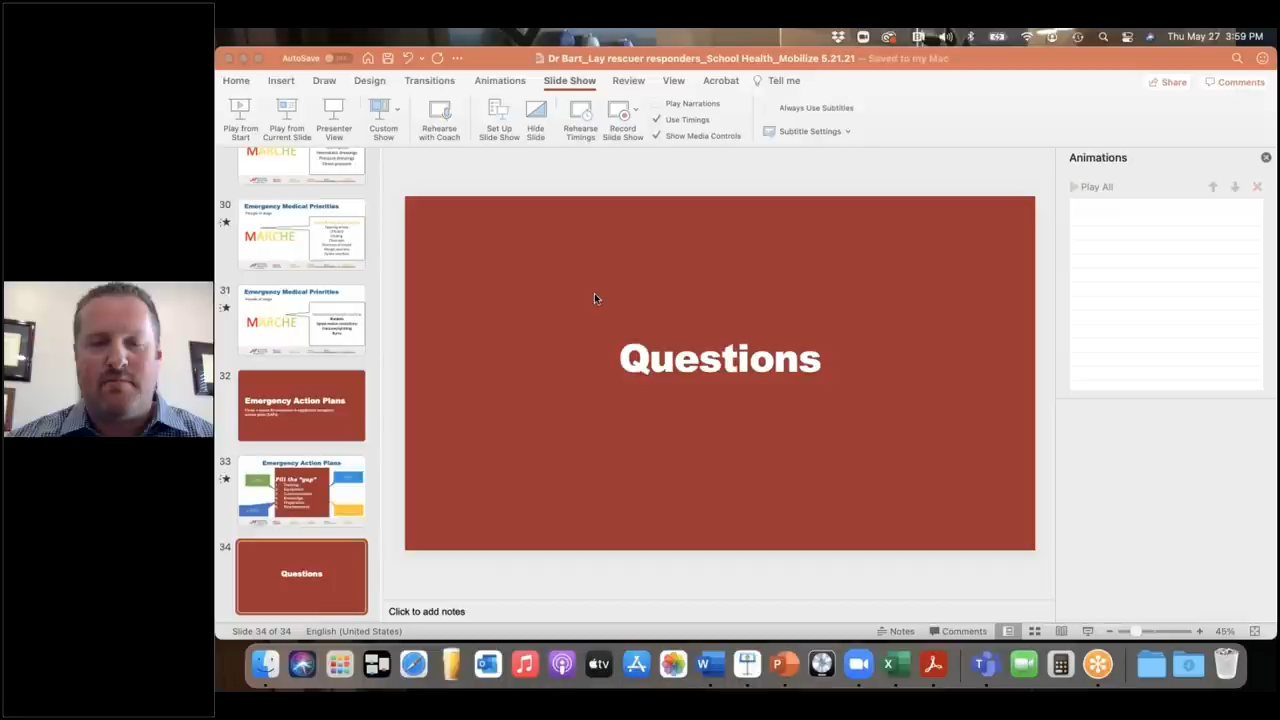 Thu May 27 3:59 PM
AutoSave
Dr Bart_Lay rescuer responders_School Health_Mobilize 5.21.21 — Saved to my Mac
Home Insert Draw Design Transitions Animations Slide Show Review View Acrobat Tell me
Share Comments
Play from Start
Play from Current Slide
Presenter View
Custom Show
Rehearse with Coach
Set Up Slide Show
Hide Slide
Rehearse Timings
Record Slide Show
Play Narrations
Use Timings
Show Media Controls
Always Use Subtitles
Subtitle Settings
MARCHE
Pressure dressings
30
Emergency Medical Priorities
MARCHE
31
Emergency Medical Priorities
MARCHE
32
Emergency Action Plans
33
Emergency Action Plans
Fill the "gap"
34
Questions
Questions
Animations
Play All
Click to add notes
Slide 34 of 34 English (United States)
Notes Comments
45%
tv